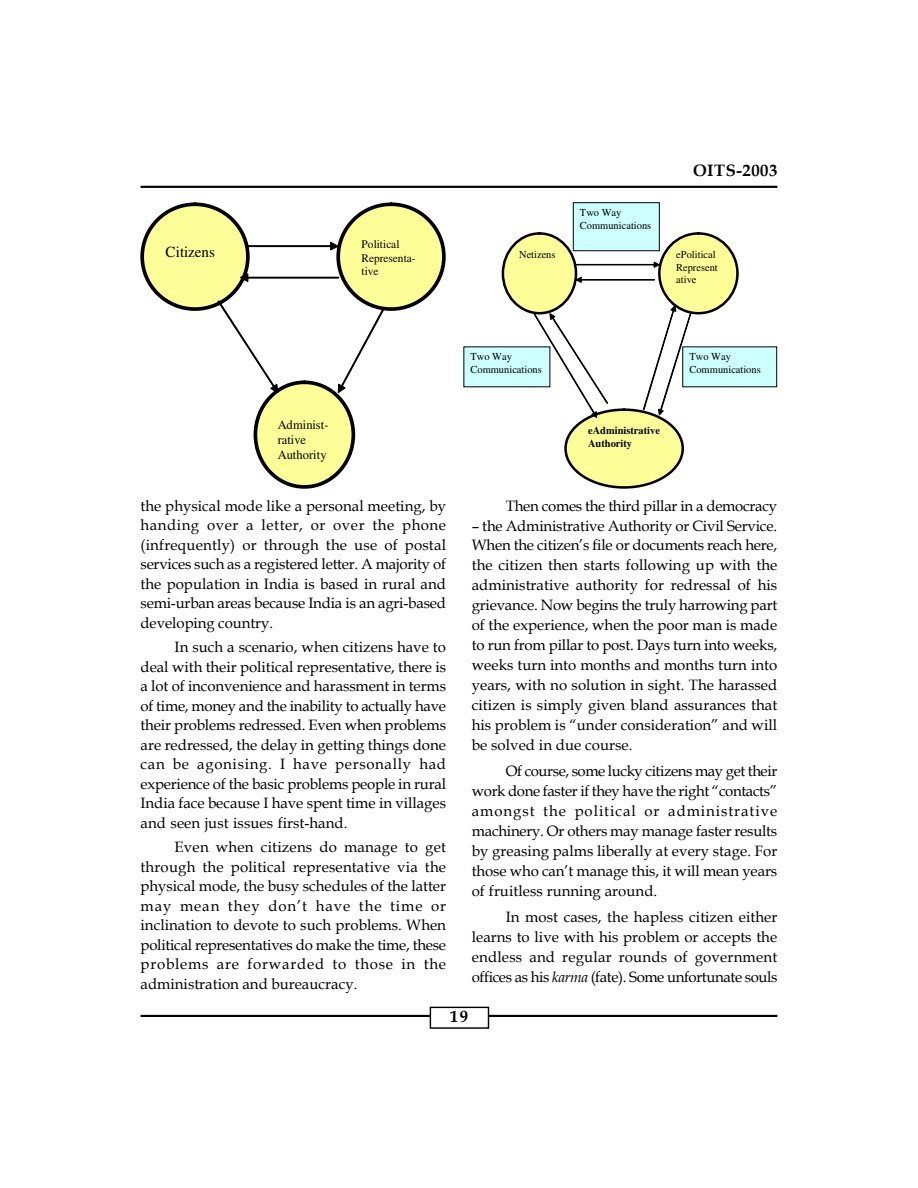 OITS-2003
Citizens
Political
Representa-
tive
Administ-
rative
Authority
Two Way
Communications
Netizens
ePolitical
Represent
ative
Two Way
Communications
Two Way
Communications
eAdministrative
Authority
the physical mode like a personal meeting, by
handing over a letter, or over the phone
(infrequently) or through the use of postal
services such as a registered letter. A majority of
the population in India is based in rural and
semi-urban areas because India is an agri-based
developing country.
In such a scenario, when citizens have to
deal with their political representative, there is
a lot of inconvenience and harassment in terms
of time, money and the inability to actually have
their problems redressed. Even when problems
are redressed, the delay in getting things done
can be agonising. I have personally had
experience of the basic problems people in rural
India face because I have spent time in villages
and seen just issues first-hand.
Even when citizens do manage to get
through the political representative via the
physical mode, the busy schedules of the latter
may mean they don't have the time or
inclination to devote to such problems. When
political representatives do make the time, these
problems are forwarded to those in the
administration and bureaucracy.
Then comes the third pillar in a democracy
– the Administrative Authority or Civil Service.
When the citizen's file or documents reach here,
the citizen then starts following up with the
administrative authority for redressal of his
grievance. Now begins the truly harrowing part
of the experience, when the poor man is made
to run from pillar to post. Days turn into weeks,
weeks turn into months and months turn into
years, with no solution in sight. The harassed
citizen is simply given bland assurances that
his problem is “under consideration” and will
be solved in due course.
Of course, some lucky citizens may get their
work done faster if they have the right “contacts”
amongst the political or administrative
machinery. Or others may manage faster results
by greasing palms liberally at every stage. For
those who can't manage this, it will mean years
of fruitless running around.
In most cases, the hapless citizen either
learns to live with his problem or accepts the
endless and regular rounds of government
offices as his karma (fate). Some unfortunate souls
19